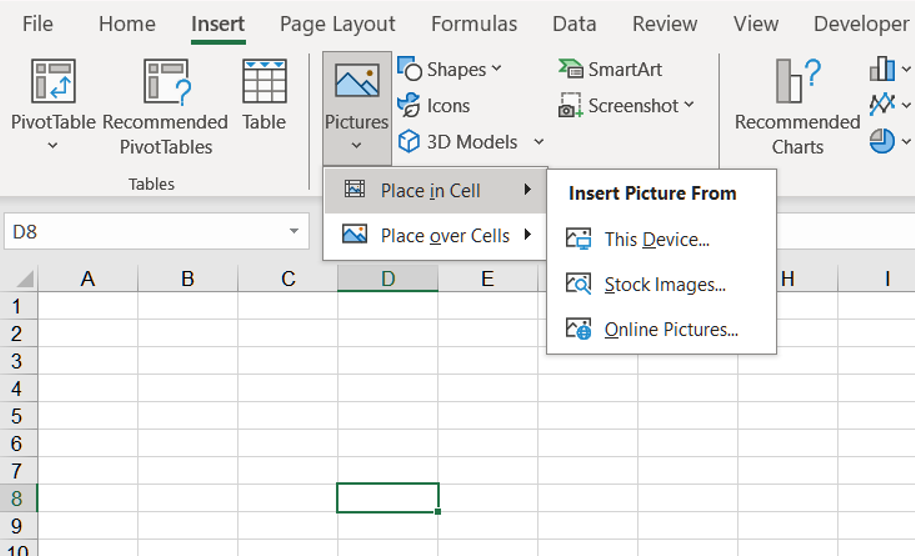 File Home Insert Page Layout Formulas Data Review View Developer
PivotTable
Recommended
PivotTables
Table
Tables
Pictures
Shapes
Icons
3D Models
SmartArt
Screenshot
Recommended
Charts
Place in Cell
Place over Cells
Insert Picture From
This Device...
Stock Images...
Online Pictures...
D8
A B C D E H I
1
2
3
4
5
6
7
8
9
10